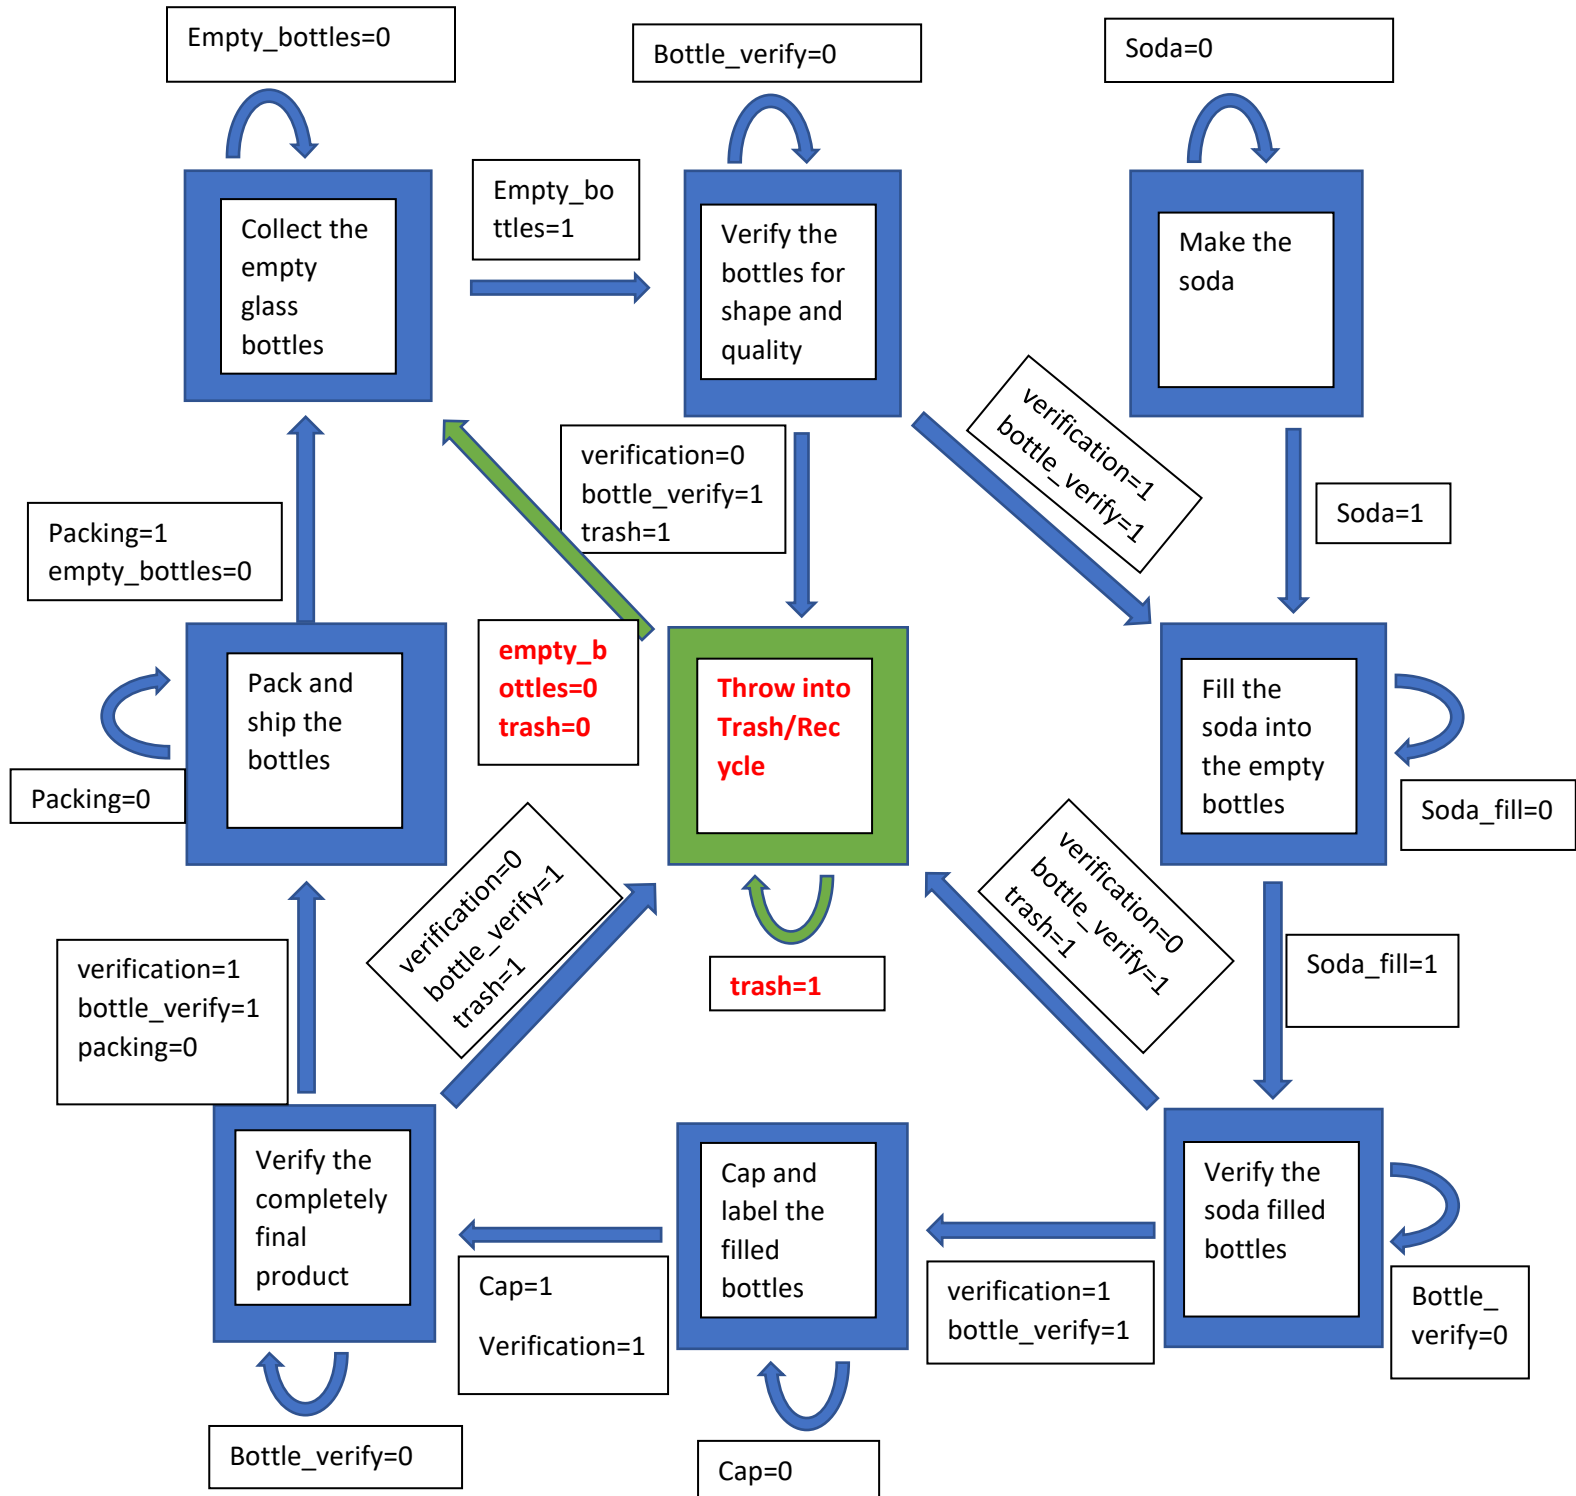 Empty_bottles=0
Bottle_verify=0
Soda=0
Collect the
empty
glass
bottles
Empty_bo
ttles=1
Verify the
bottles for
shape and
quality
Make the
soda
verification=0
bottle_verify=1
trash=1
verification=1
bottle_verify=1
Soda=1
Packing=1
empty_bottles=0
Pack and
ship the
bottles
Packing=0
empty_b
ottles=0
trash=0
Throw into
Trash/Rec
ycle
Fill the
soda into
the empty
bottles
Soda_fill=0
verification=0
bottle_verify=1
trash=1
trash=1
verification=0
bottle_verify=1
trash=1
Soda_fill=1
verification=1
bottle_verify=1
packing=0
Verify the
completely
final
product
Cap=1
Verification=1
Cap and
label the
filled
bottles
verification=1
bottle_verify=1
Verify the
soda filled
bottles
Bottle_
verify=0
Bottle_verify=0
Cap=0